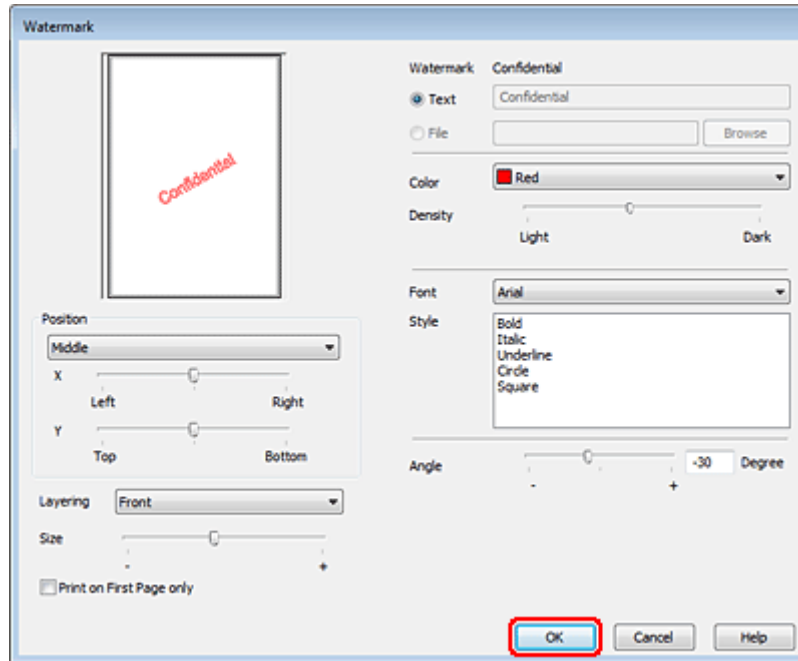 Watermark
Confidential
Watermark Confidential
Text Confidential
File Browse
Color Red
Density
Light Dark
Font Arial
Style Bold
Italic
Underline
Circle
Square
Angle -30 Degree
- +
Position
Middle
X
Left Right
Y
Top Bottom
Layering Front
Size
- +
Print on First Page only
OK Cancel Help